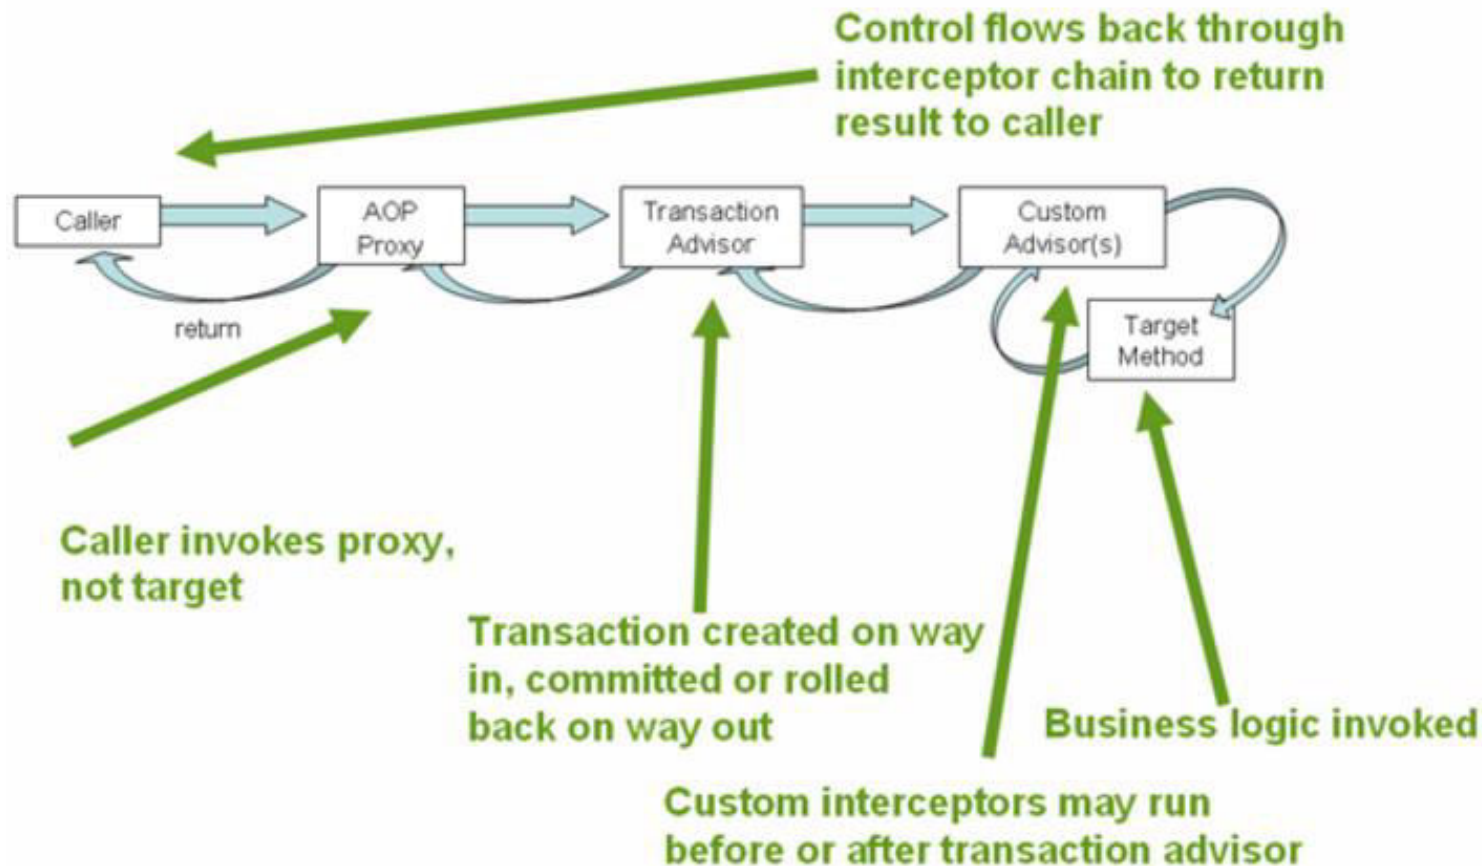 Control flows back through
interceptor chain to return
result to caller
Caller
AOP
Proxy
Transaction
Advisor
Custom
Advisor(s)
return
Target
Method
Caller invokes proxy,
not target
Transaction created on way
in, committed or rolled
back on way out
Business logic invoked
Custom interceptors may run
before or after transaction advisor